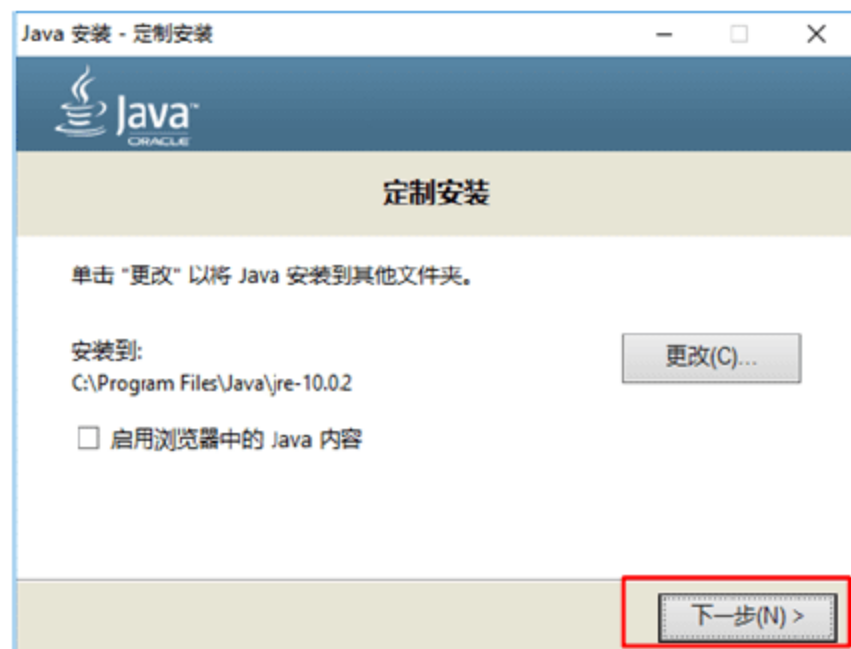 Java 安装 - 定制安装
Java™
ORACLE
定制安装
单击 "更改" 以将 Java 安装到其他文件夹。
安装到:
更改(C)...
C:\Program Files\Java\jre-10.0.2
启用浏览器中的 Java 内容
下一步(N) >